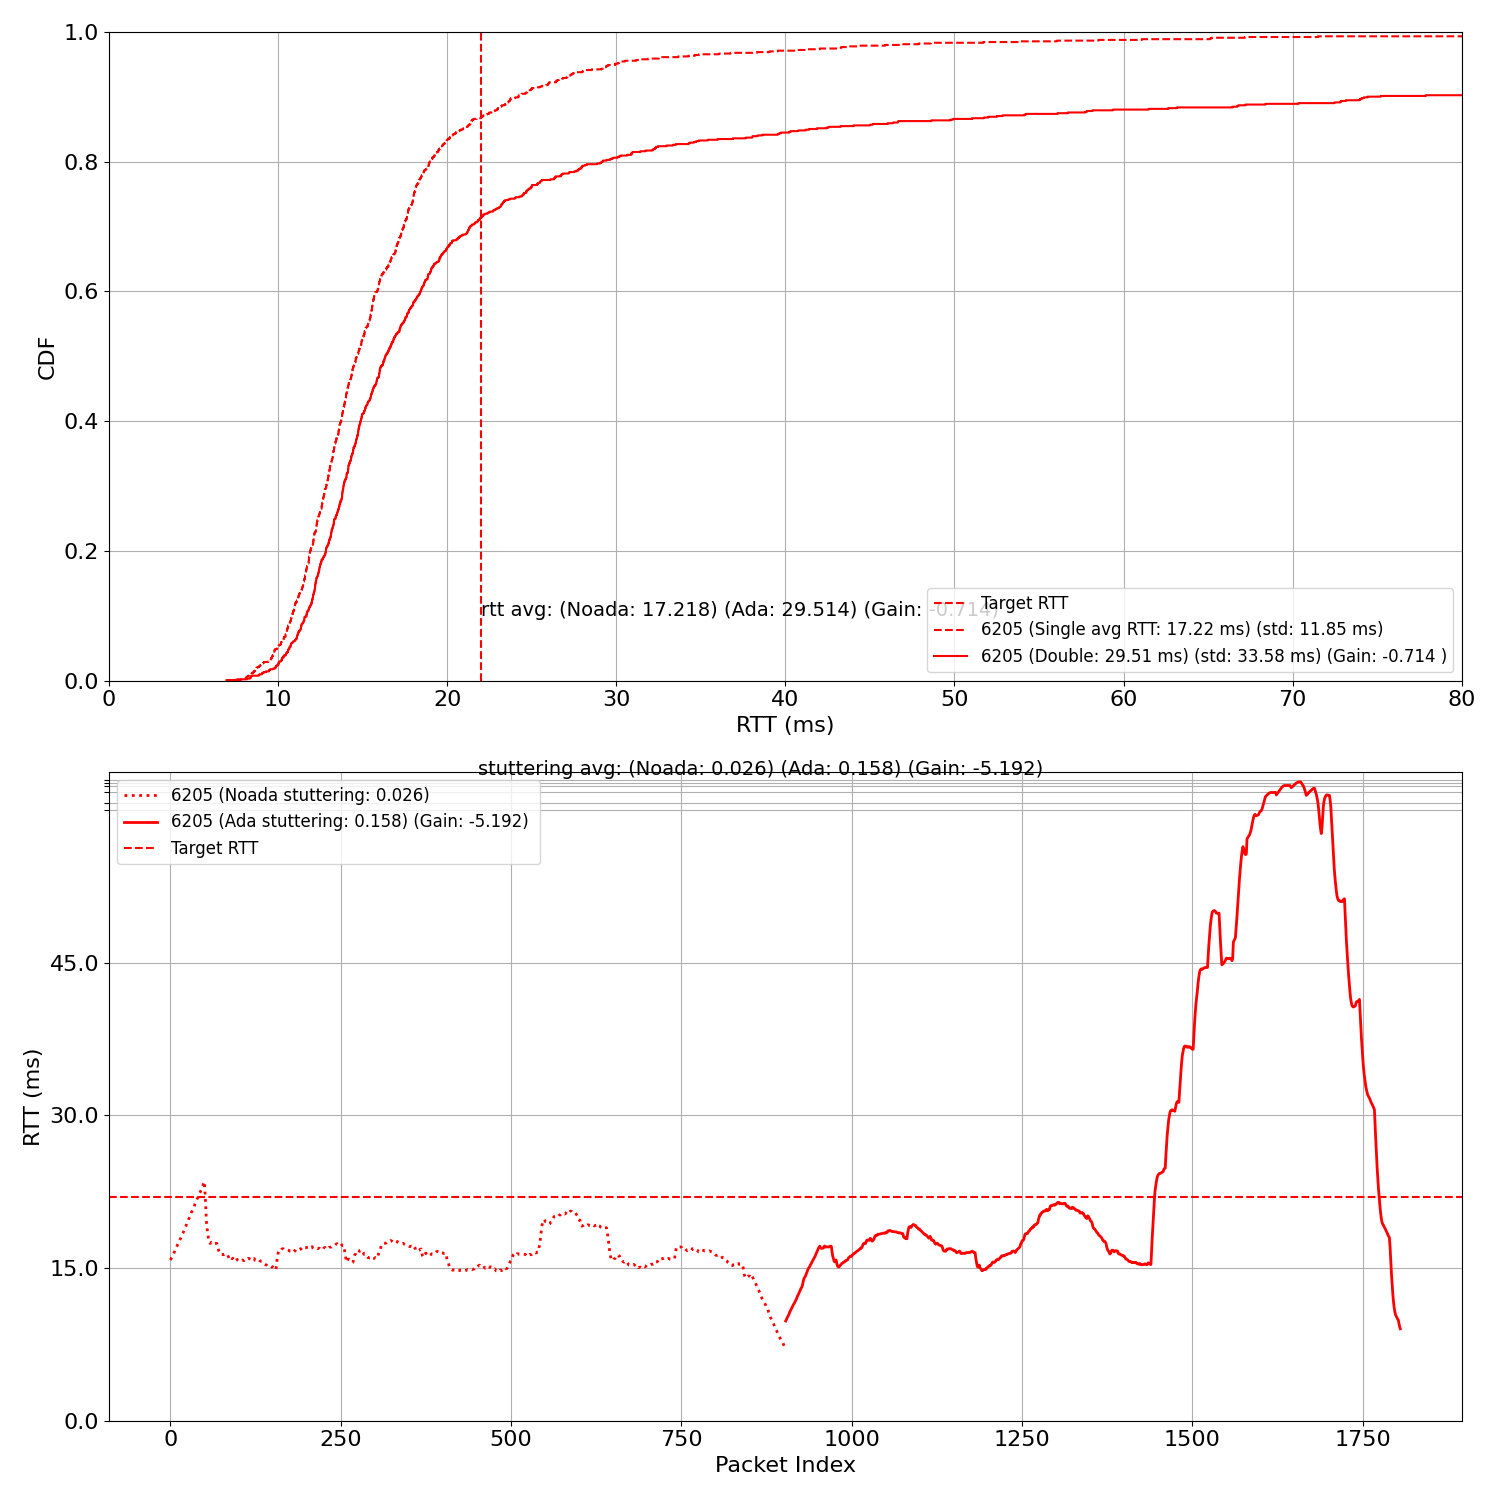 1.0
0.8
0.6
0.4
0.2
0.0
CDF
rtt avg: (Noada: 17.218) (Ada: 29.514) (Gain: -0.714)
Target RTT
6205 (Single avg RTT: 17.22 ms) (std: 11.85 ms)
6205 (Double: 29.51 ms) (std: 33.58 ms) (Gain: -0.714 )
0 10 20 30 40 50 60 70 80
RTT (ms)
stuttering avg: (Noada: 0.026) (Ada: 0.158) (Gain: -5.192)
6205 (Noada stuttering: 0.026)
6205 (Ada stuttering: 0.158) (Gain: -5.192)
Target RTT
45.0
30.0
15.0
0.0
RTT (ms)
0 250 500 750 1000 1250 1500 1750
Packet Index